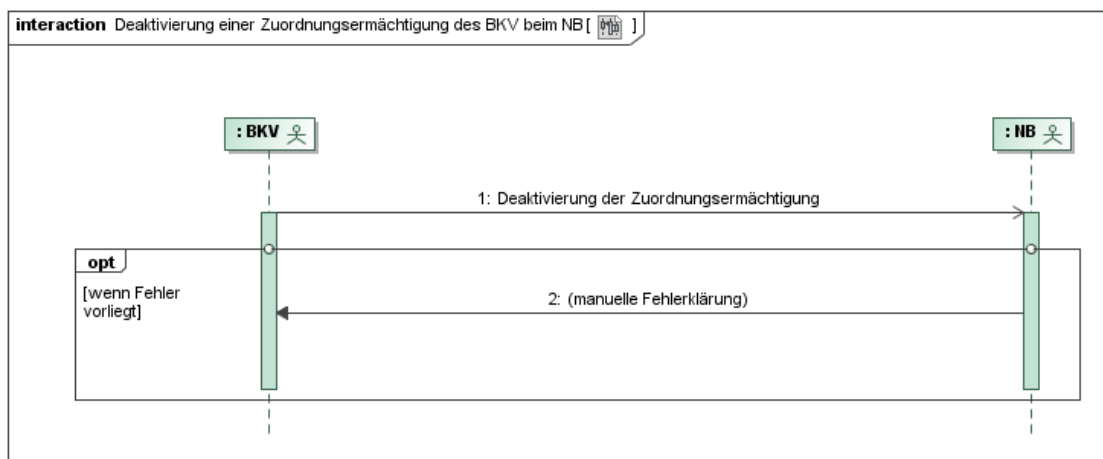 interaction Deaktivierung einer Zuordnungsermächtigung des BKV beim NB[ ]
: BKV
: NB
1: Deaktivierung der Zuordnungsermächtigung
opt
[wenn Fehler
vorliegt]
2: (manuelle Fehlerklärung)